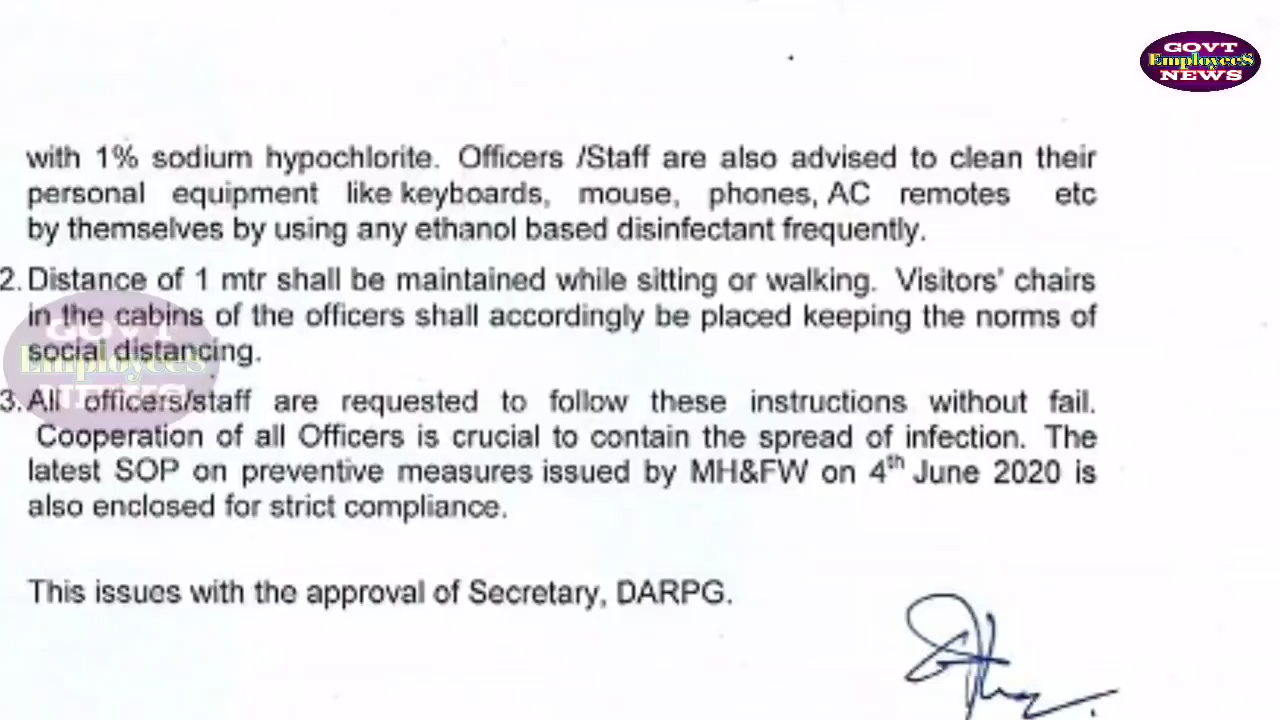 GOVT
EmployeeS
NEWS
with 1% sodium hypochlorite. Officers /Staff are also advised to clean their
personal equipment like keyboards, mouse, phones, AC remotes etc
by themselves by using any ethanol based disinfectant frequently.
2. Distance of 1 mtr shall be maintained while sitting or walking. Visitors' chairs
in the cabins of the officers shall accordingly be placed keeping the norms of
social distancing.
GOVT
EmployeeS
NEWS
3. All officers/staff are requested to follow these instructions without fail.
Cooperation of all Officers is crucial to contain the spread of infection. The
latest SOP on preventive measures issued by MH&FW on 4th June 2020 is
also enclosed for strict compliance.
This issues with the approval of Secretary, DARPG.